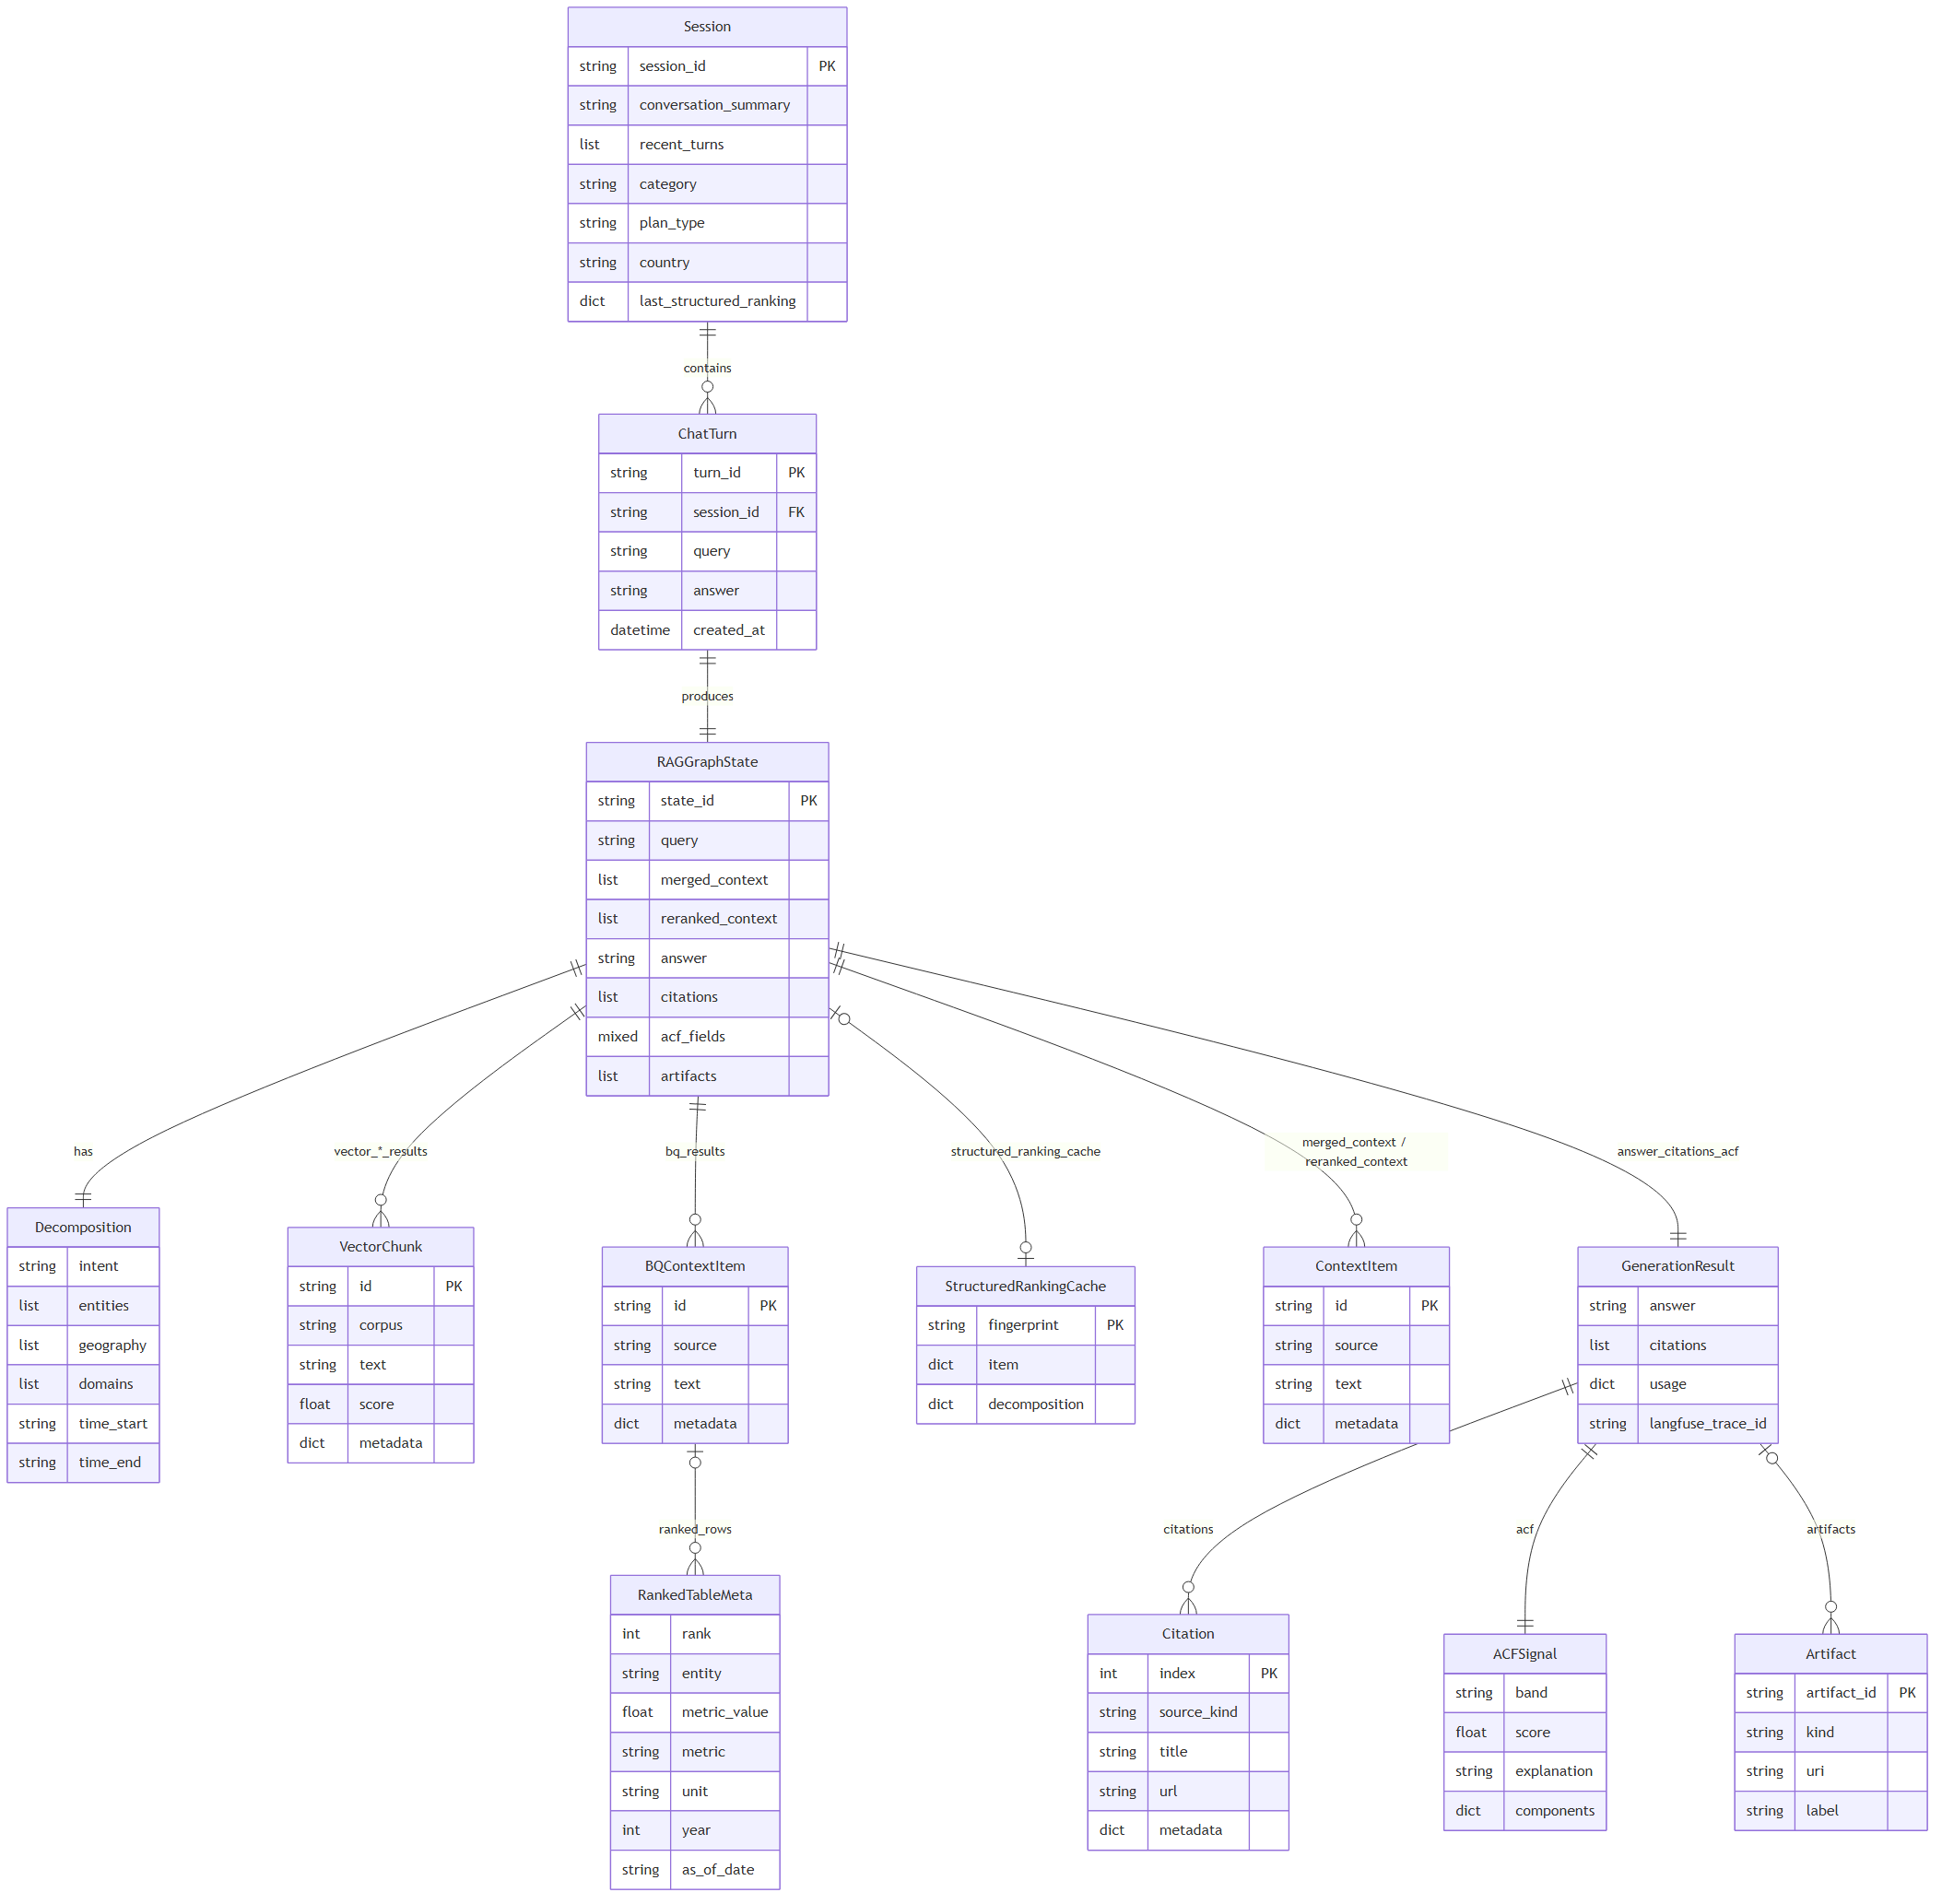 Session
string session_id PK
string conversation_summary
list recent_turns
string category
string plan_type
string country
dict last_structured_ranking
contains
ChatTurn
string turn_id PK
string session_id FK
string query
string answer
datetime created_at
produces
RAGGraphState
string state_id PK
string query
list merged_context
list reranked_context
string answer
list citations
mixed acf_fields
list artifacts
has
vector_*_results
bq_results
structured_ranking_cache
merged_context /
reranked_context
answer_citations_acf
Decomposition
string intent
list entities
list geography
list domains
string time_start
string time_end
VectorChunk
string id PK
string corpus
string text
float score
dict metadata
BQContextItem
string id PK
string source
string text
dict metadata
StructuredRankingCache
string fingerprint PK
dict item
dict decomposition
ContextItem
string id PK
string source
string text
dict metadata
GenerationResult
string answer
list citations
dict usage
string langfuse_trace_id
ranked_rows
citations
acf
artifacts
RankedTableMeta
int rank
string entity
float metric_value
string metric
string unit
int year
string as_of_date
Citation
int index PK
string source_kind
string title
string url
dict metadata
ACFSignal
string band
float score
string explanation
dict components
Artifact
string artifact_id PK
string kind
string uri
string label